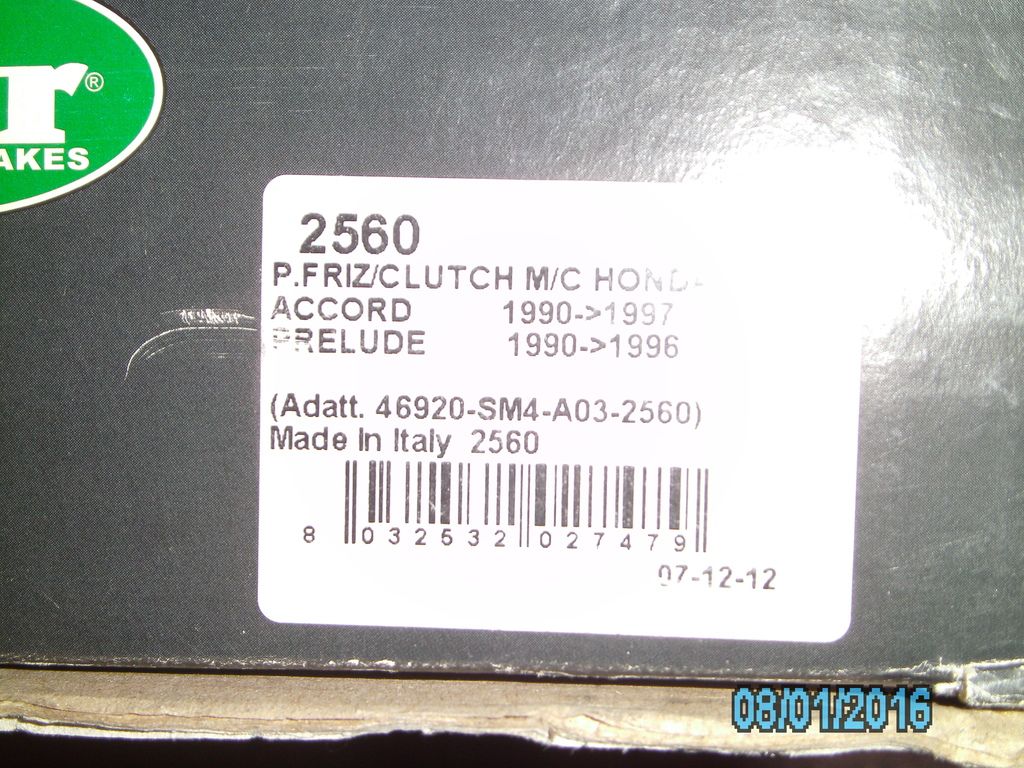 r®
AKES
2560
P.FRIZ/CLUTCH M/C HONDA
ACCORD 1990->1997
PRELUDE 1990->1996
(Adatt. 46920-SM4-A03-2560)
Made In Italy 2560
8 032532 027479
07-12-12
08/01/2016